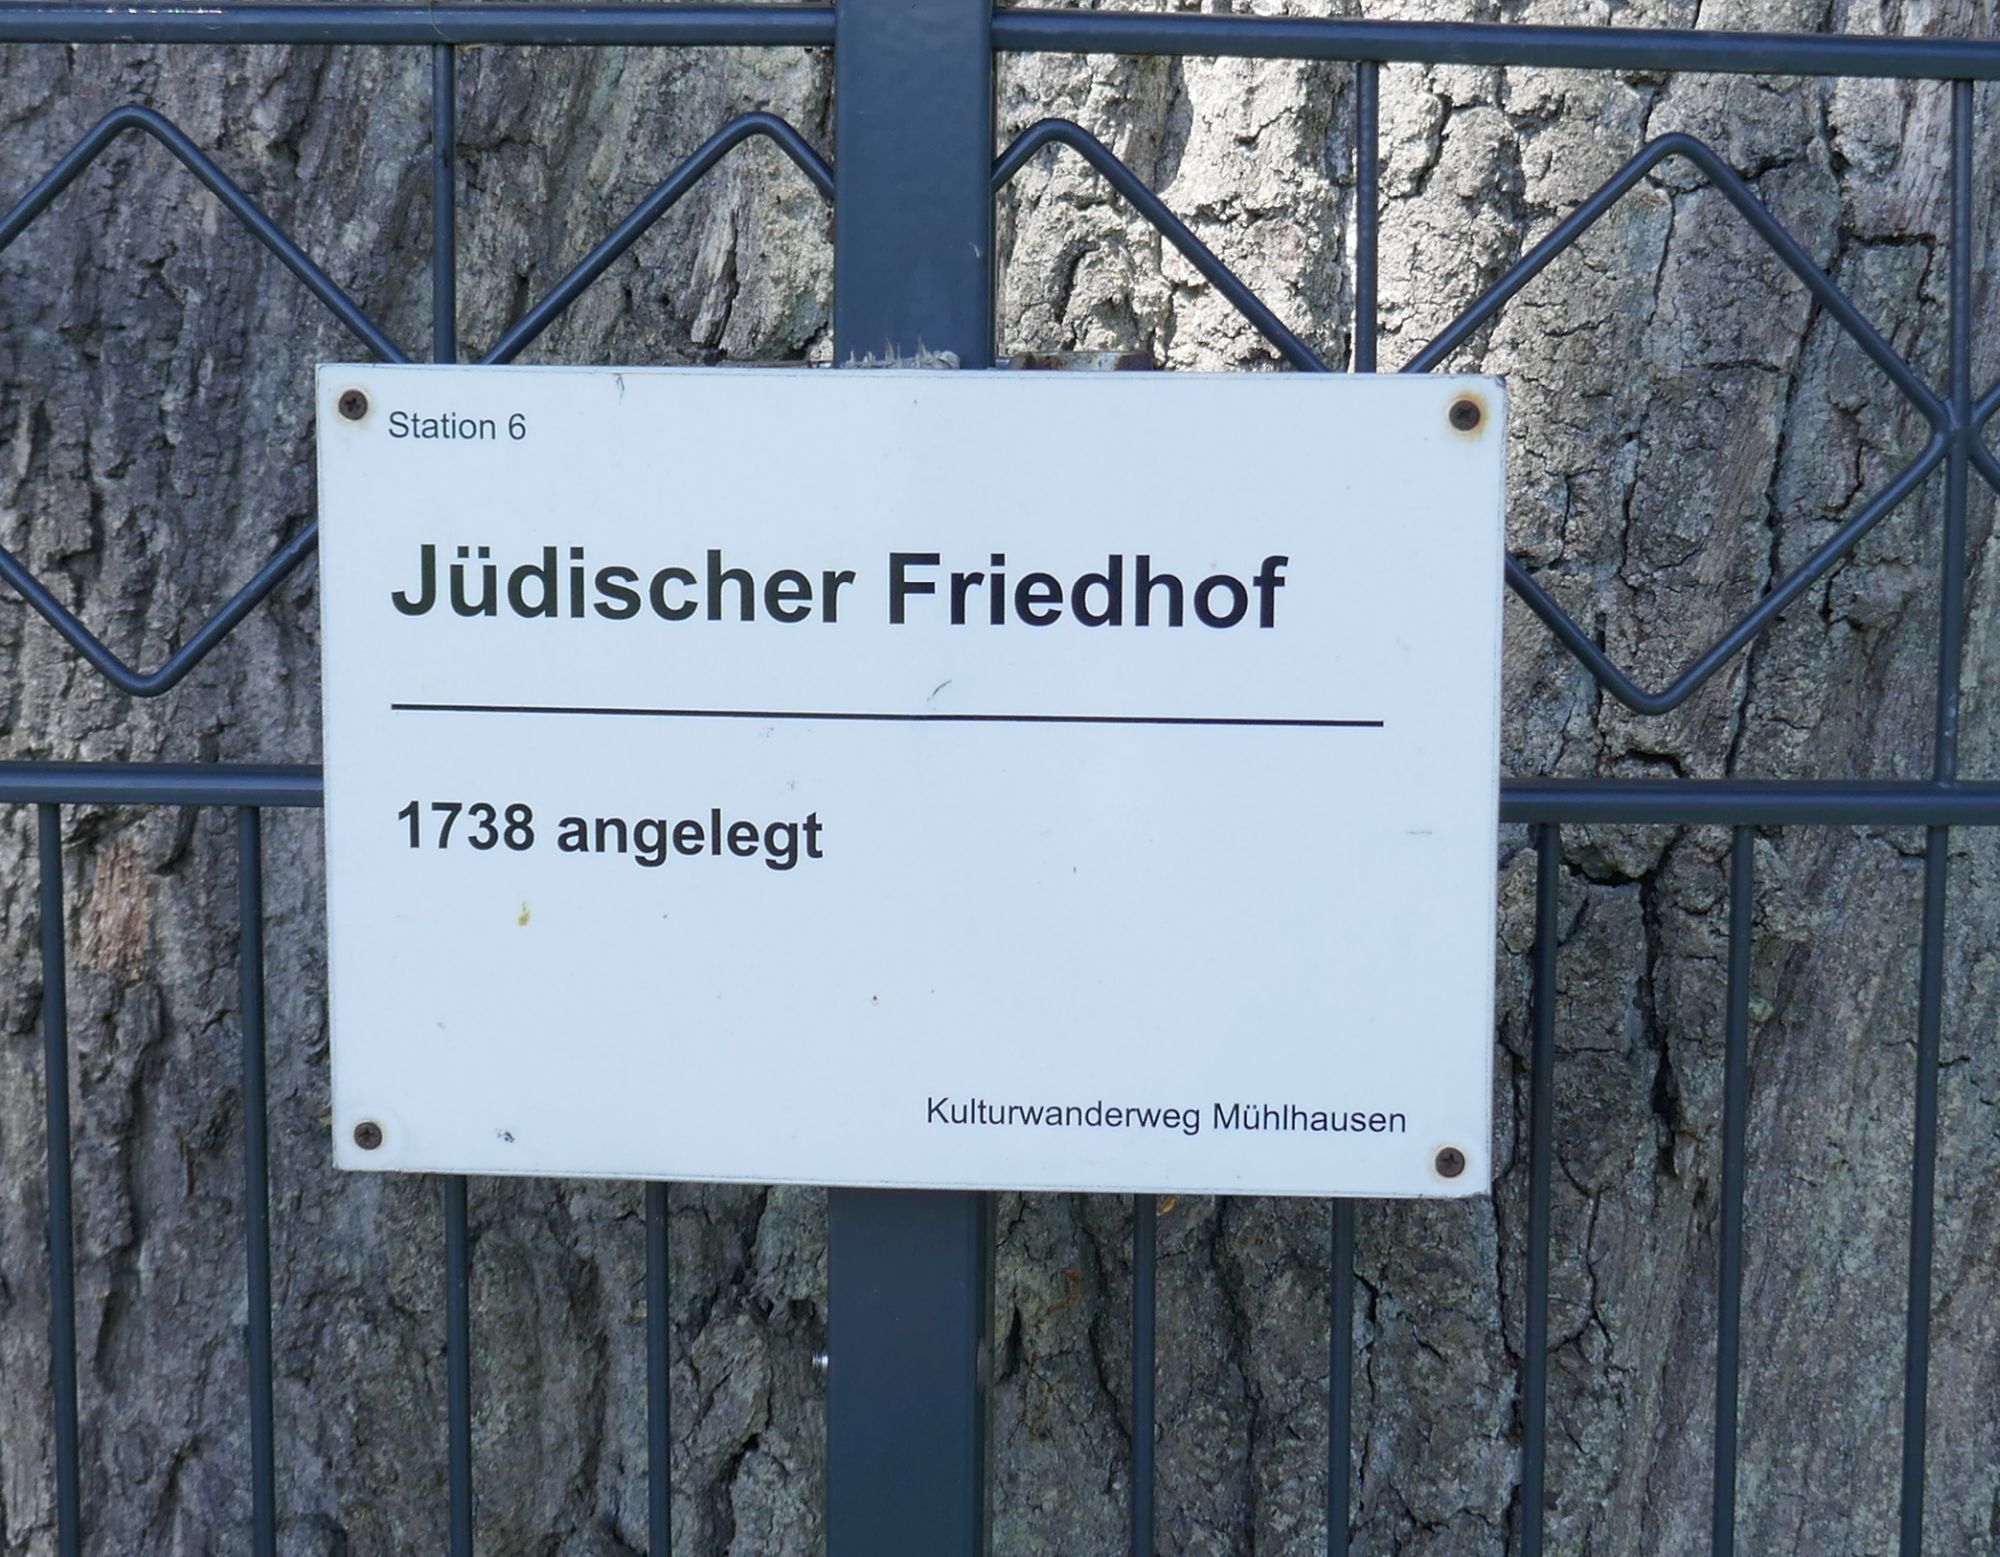 Station 6
Jüdischer Friedhof
1738 angelegt
Kulturwanderweg Mühlhausen